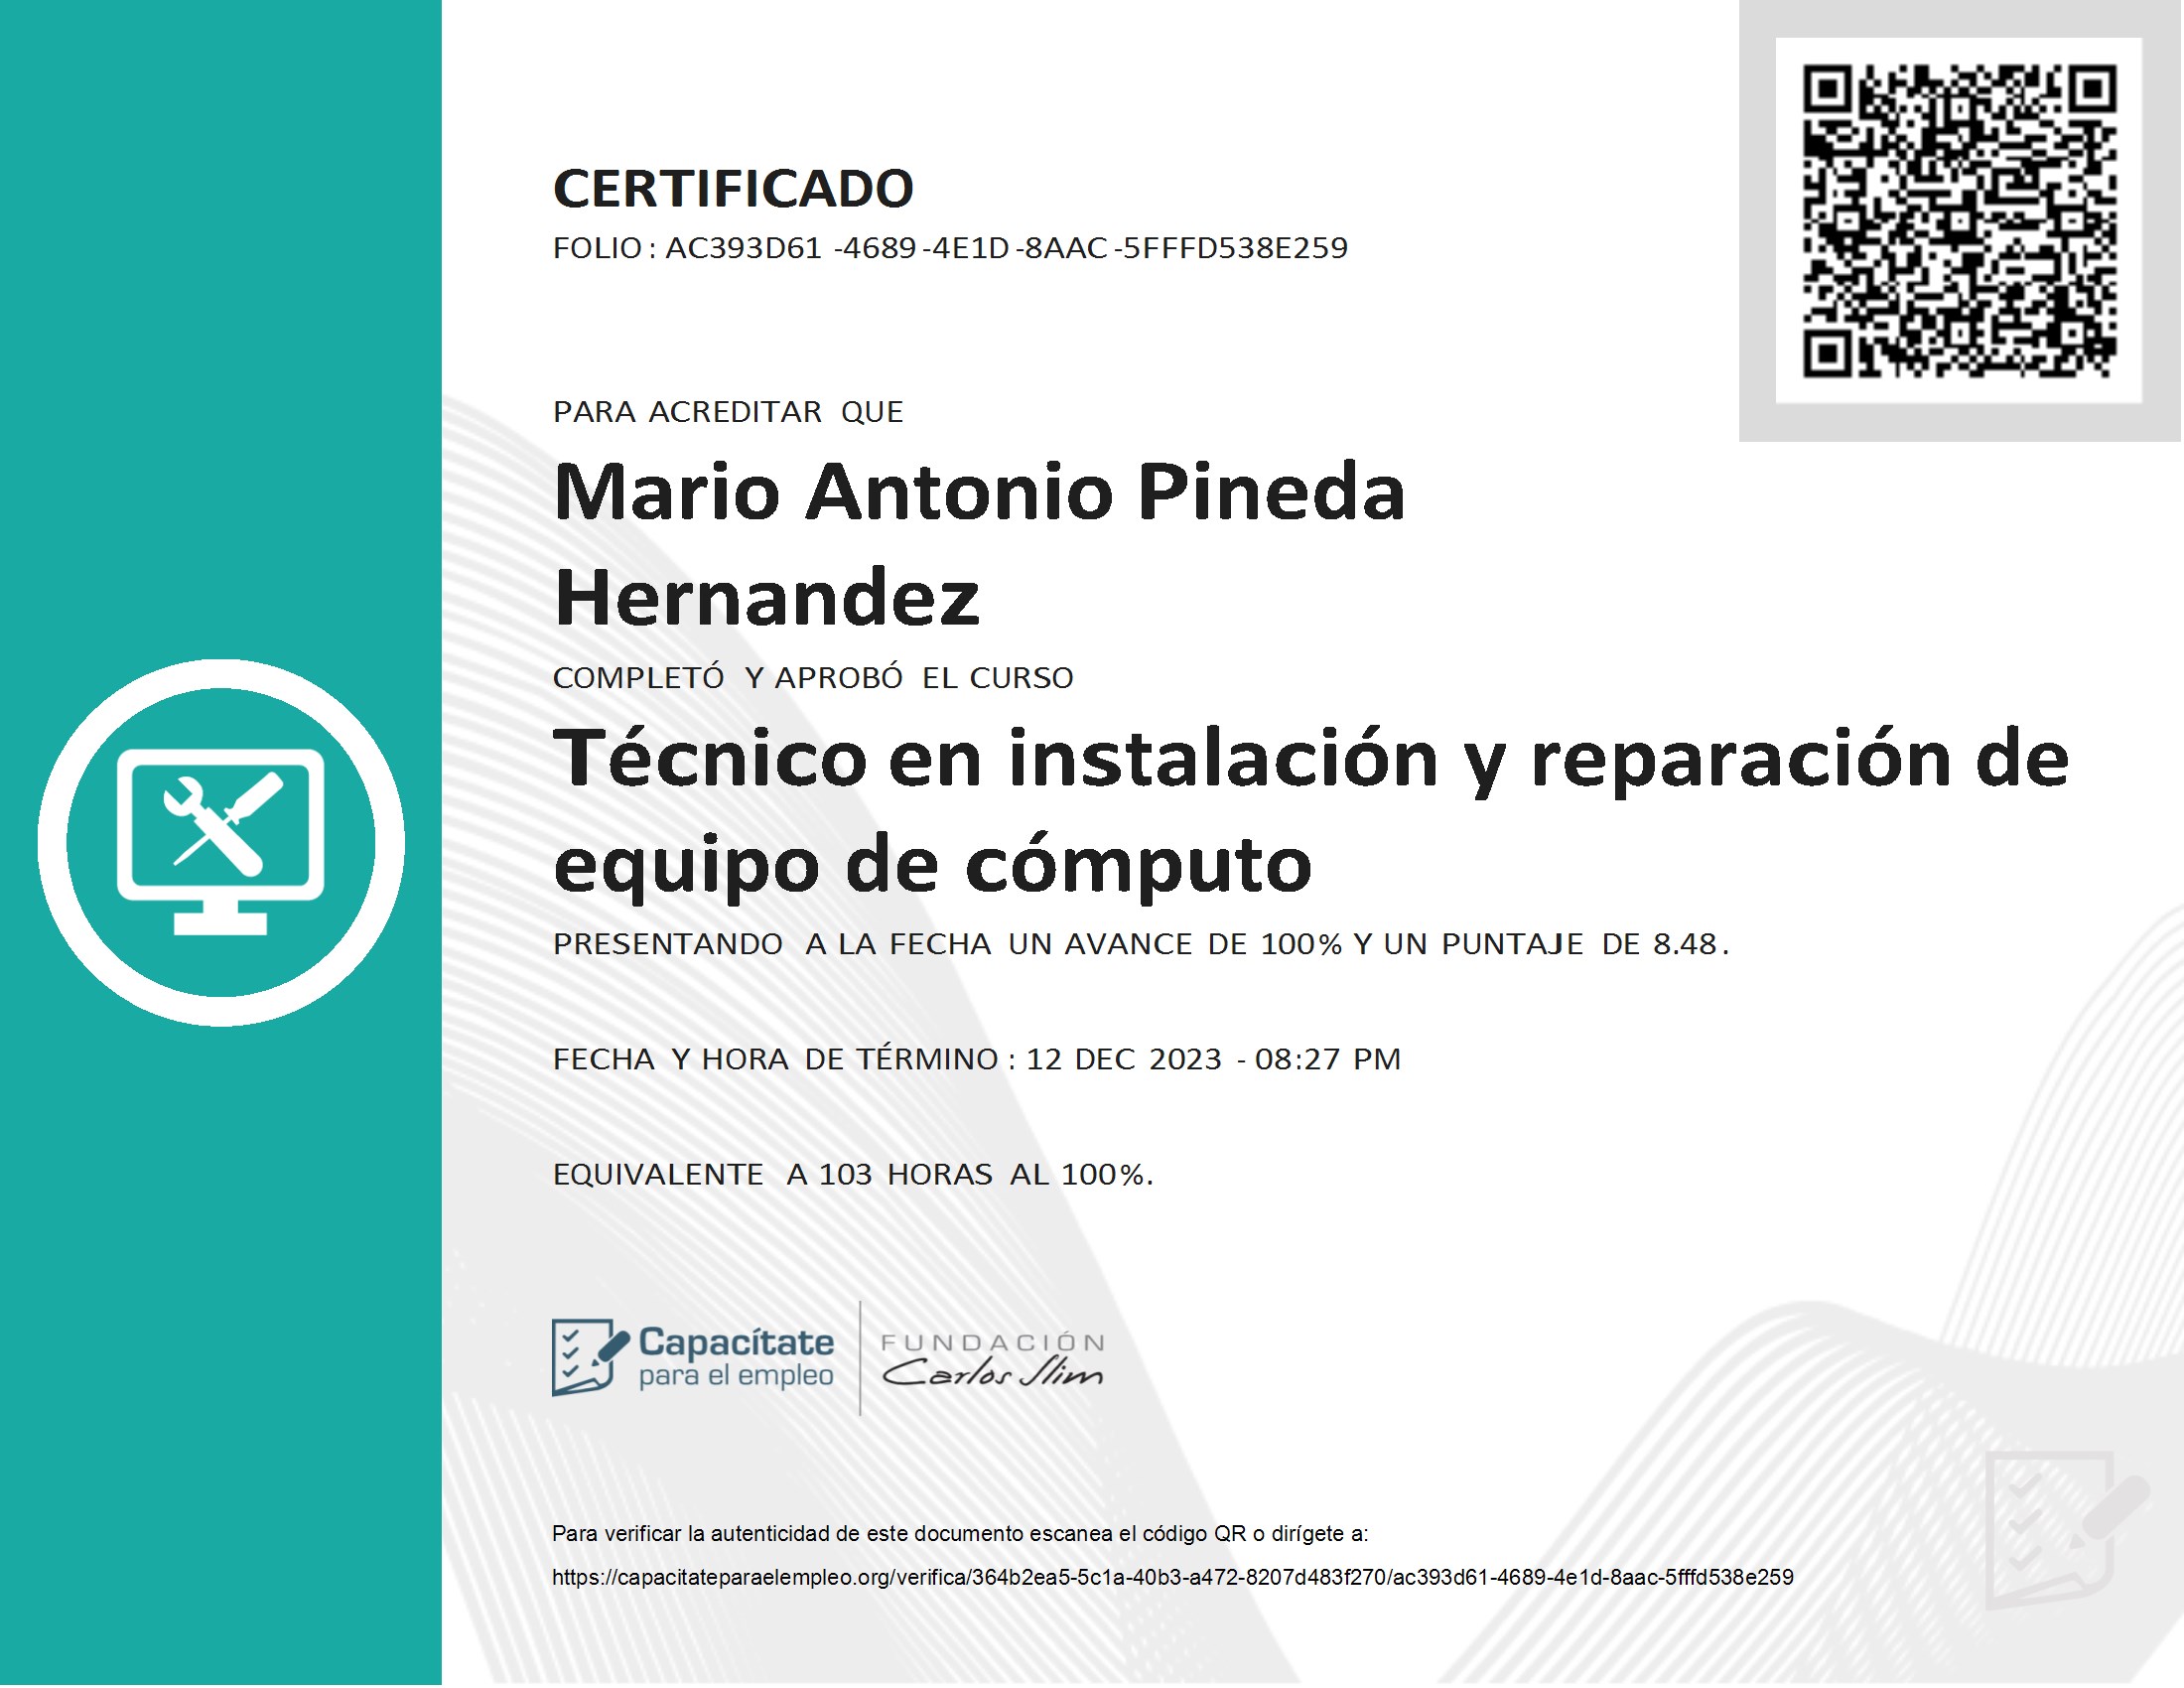 CERTIFICADO
FOLIO: AC393D61-4689-4E1D-8AAC-5FFFD538E259
PARA ACREDITAR QUE
Mario Antonio Pineda
Hernandez
COMPLETÓ Y APROBÓ EL CURSO
Técnico en instalación y reparación de
equipo de cómputo
PRESENTANDO A LA FECHA UN AVANCE DE 100% Y UN PUNTAJE DE 8.48.
FECHA Y HORA DE TÉRMINO: 12 DEC 2023 - 08:27 PM
EQUIVALENTE A 103 HORAS AL 100%.
Capacítate
para el empleo
FUNDACIÓN
Carlos Slim
Para verificar la autenticidad de este documento escanea el código QR o dirígete a:
https://capacitateparaelempleo.org/verifica/364b2ea5-5c1a-40b3-a472-8207d483f270/ac393d61-4689-4e1d-8aac-5fffd538e259